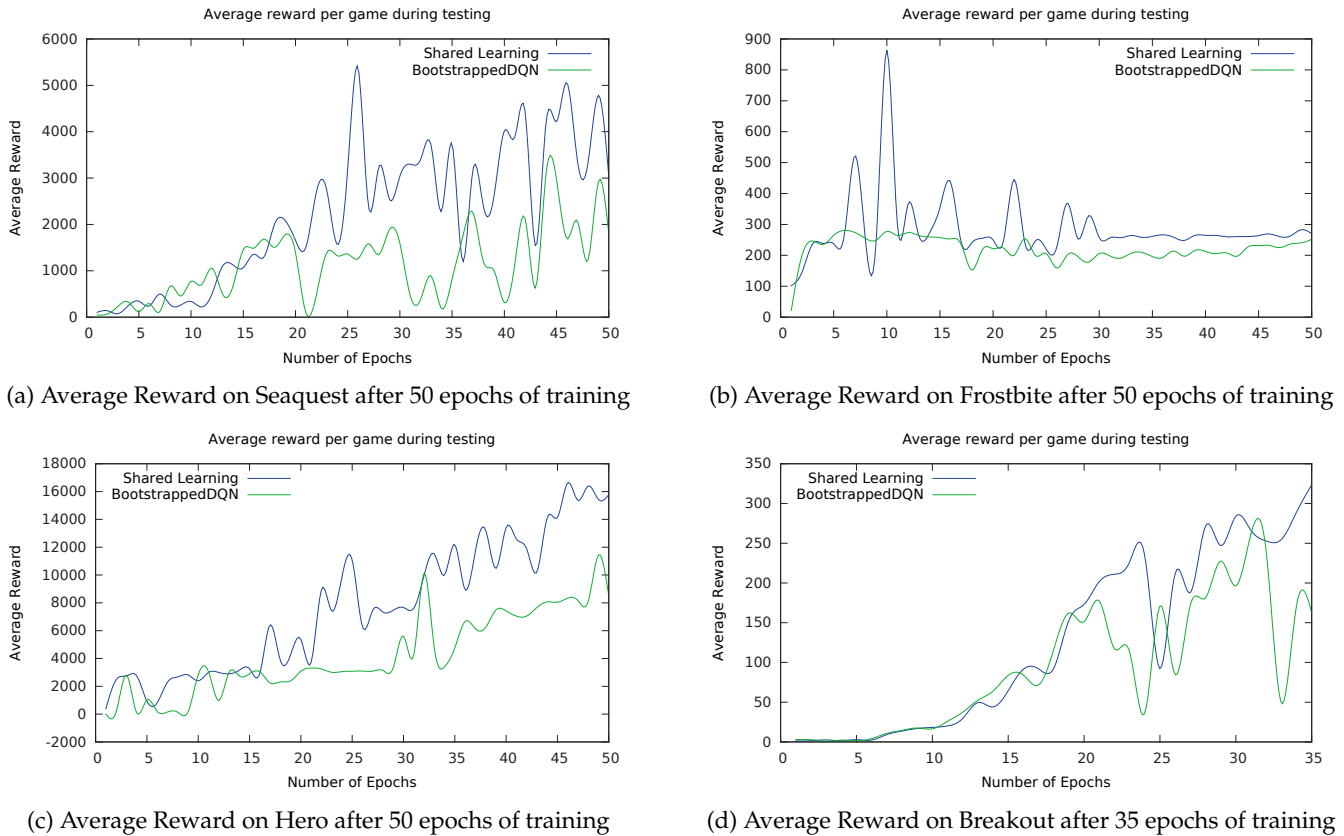 Average reward per game during testing
6000
5000
4000
3000
2000
1000
0
0 5 10 15 20 25 30 35 40 45 50
Average Reward
Number of Epochs
Shared Learning
BootstrappedDQN
(a) Average Reward on Seaquest after 50 epochs of training
Average reward per game during testing
900
800
700
600
500
400
300
200
100
0
0 5 10 15 20 25 30 35 40 45 50
Average Reward
Number of Epochs
Shared Learning
BootstrappedDQN
(b) Average Reward on Frostbite after 50 epochs of training
Average reward per game during testing
18000
16000
14000
12000
10000
8000
6000
4000
2000
0
-2000
0 5 10 15 20 25 30 35 40 45 50
Average Reward
Number of Epochs
Shared Learning
BootstrappedDQN
(c) Average Reward on Hero after 50 epochs of training
Average reward per game during testing
350
300
250
200
150
100
50
0
0 5 10 15 20 25 30 35
Average Reward
Number of Epochs
Shared Learning
BootstrappedDQN
(d) Average Reward on Breakout after 35 epochs of training